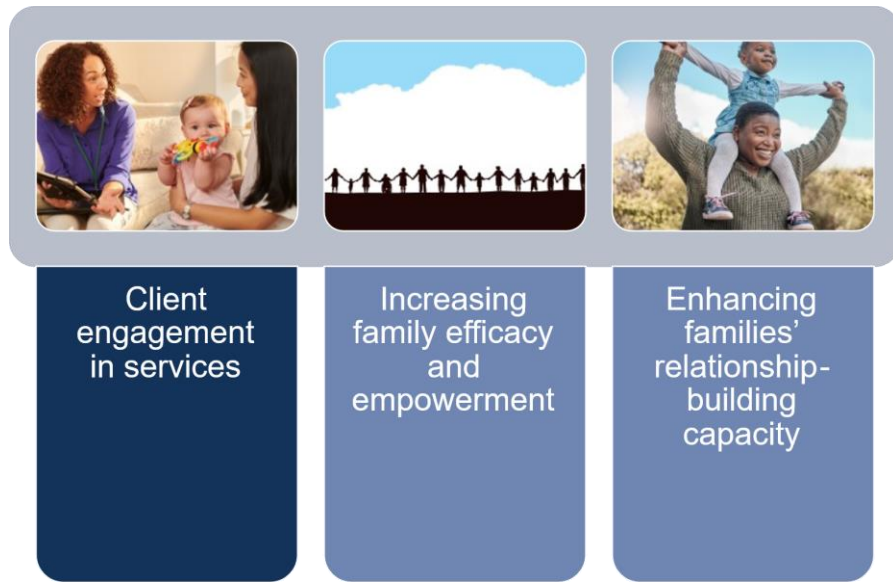 Client
engagement
in services
Increasing
family efficacy
and
empowerment
Enhancing
families’
relationship-
building
capacity